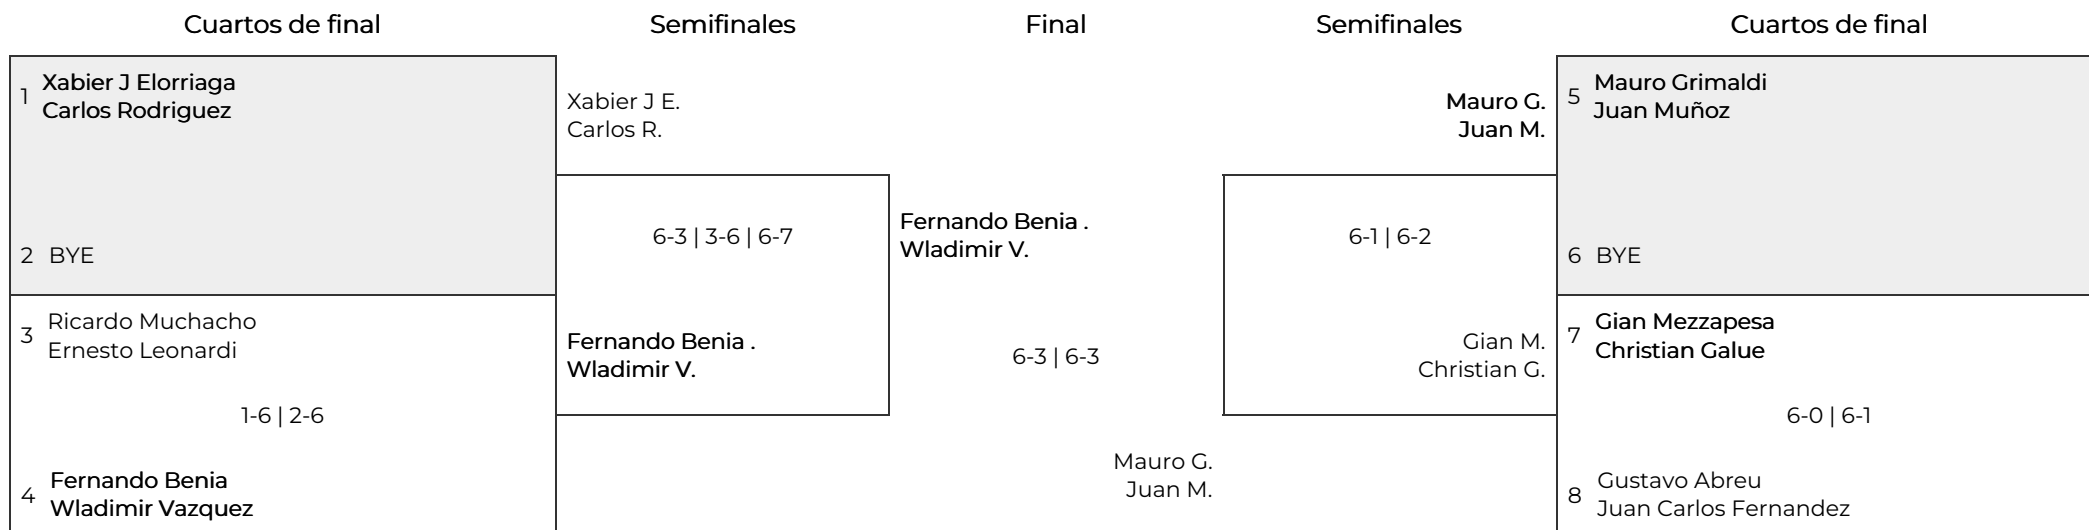 Cuartos de final
Semifinales
Final
Semifinales
Cuartos de final
1
Xabier J Elorriaga
Carlos Rodriguez
2 BYE
3
Ricardo Muchacho
Ernesto Leonardi
1-6 | 2-6
4
Fernando Benia
Wladimir Vazquez
Xabier J E.
Carlos R.
6-3 | 3-6 | 6-7
Fernando Benia .
Wladimir V.
Fernando Benia .
Wladimir V.
6-3 | 6-3
Mauro G.
Juan M.
Mauro G.
Juan M.
6-1 | 6-2
Gian M.
Christian G.
5
Mauro Grimaldi
Juan Muñoz
6 BYE
7
Gian Mezzapesa
Christian Galue
6-0 | 6-1
8
Gustavo Abreu
Juan Carlos Fernandez